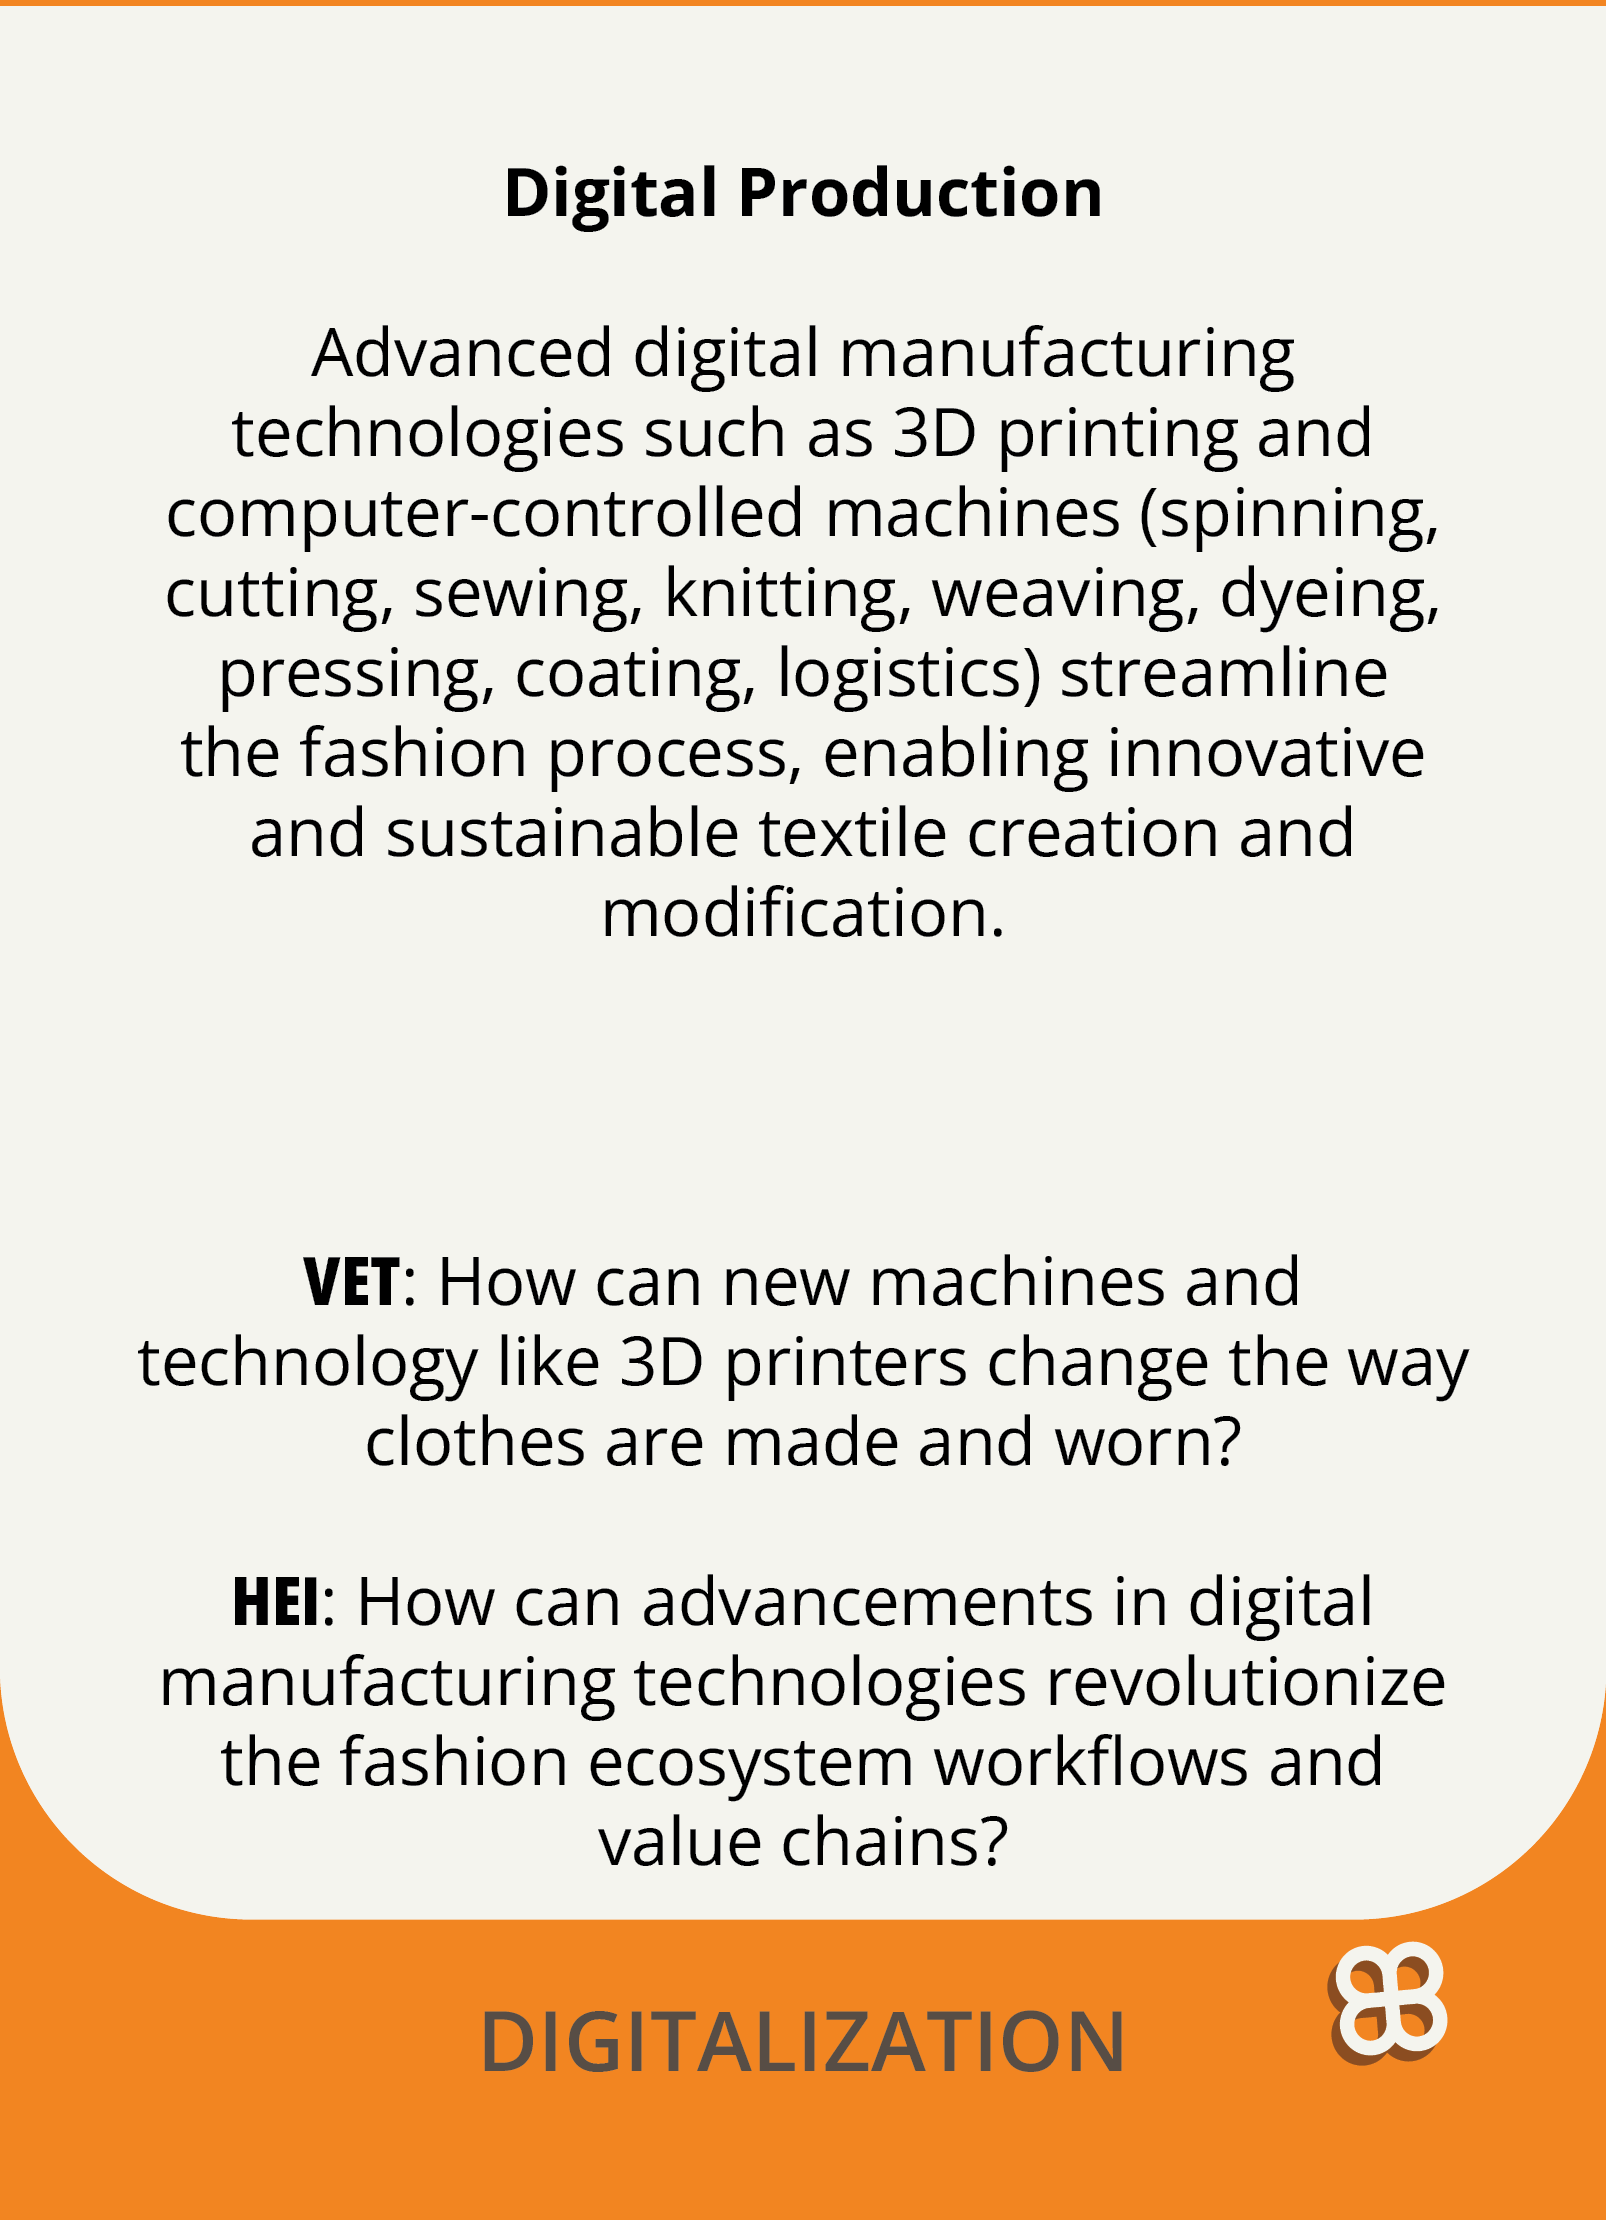 Digital Production
Advanced digital manufacturing
technologies such as 3D printing and
computer-controlled machines (spinning,
cutting, sewing, knitting, weaving, dyeing,
pressing, coating, logistics) streamline
the fashion process, enabling innovative
and sustainable textile creation and
modification.
VET: How can new machines and
technology like 3D printers change the way
clothes are made and worn?
HEI: How can advancements in digital
manufacturing technologies revolutionize
the fashion ecosystem workflows and
value chains?
DIGITALIZATION